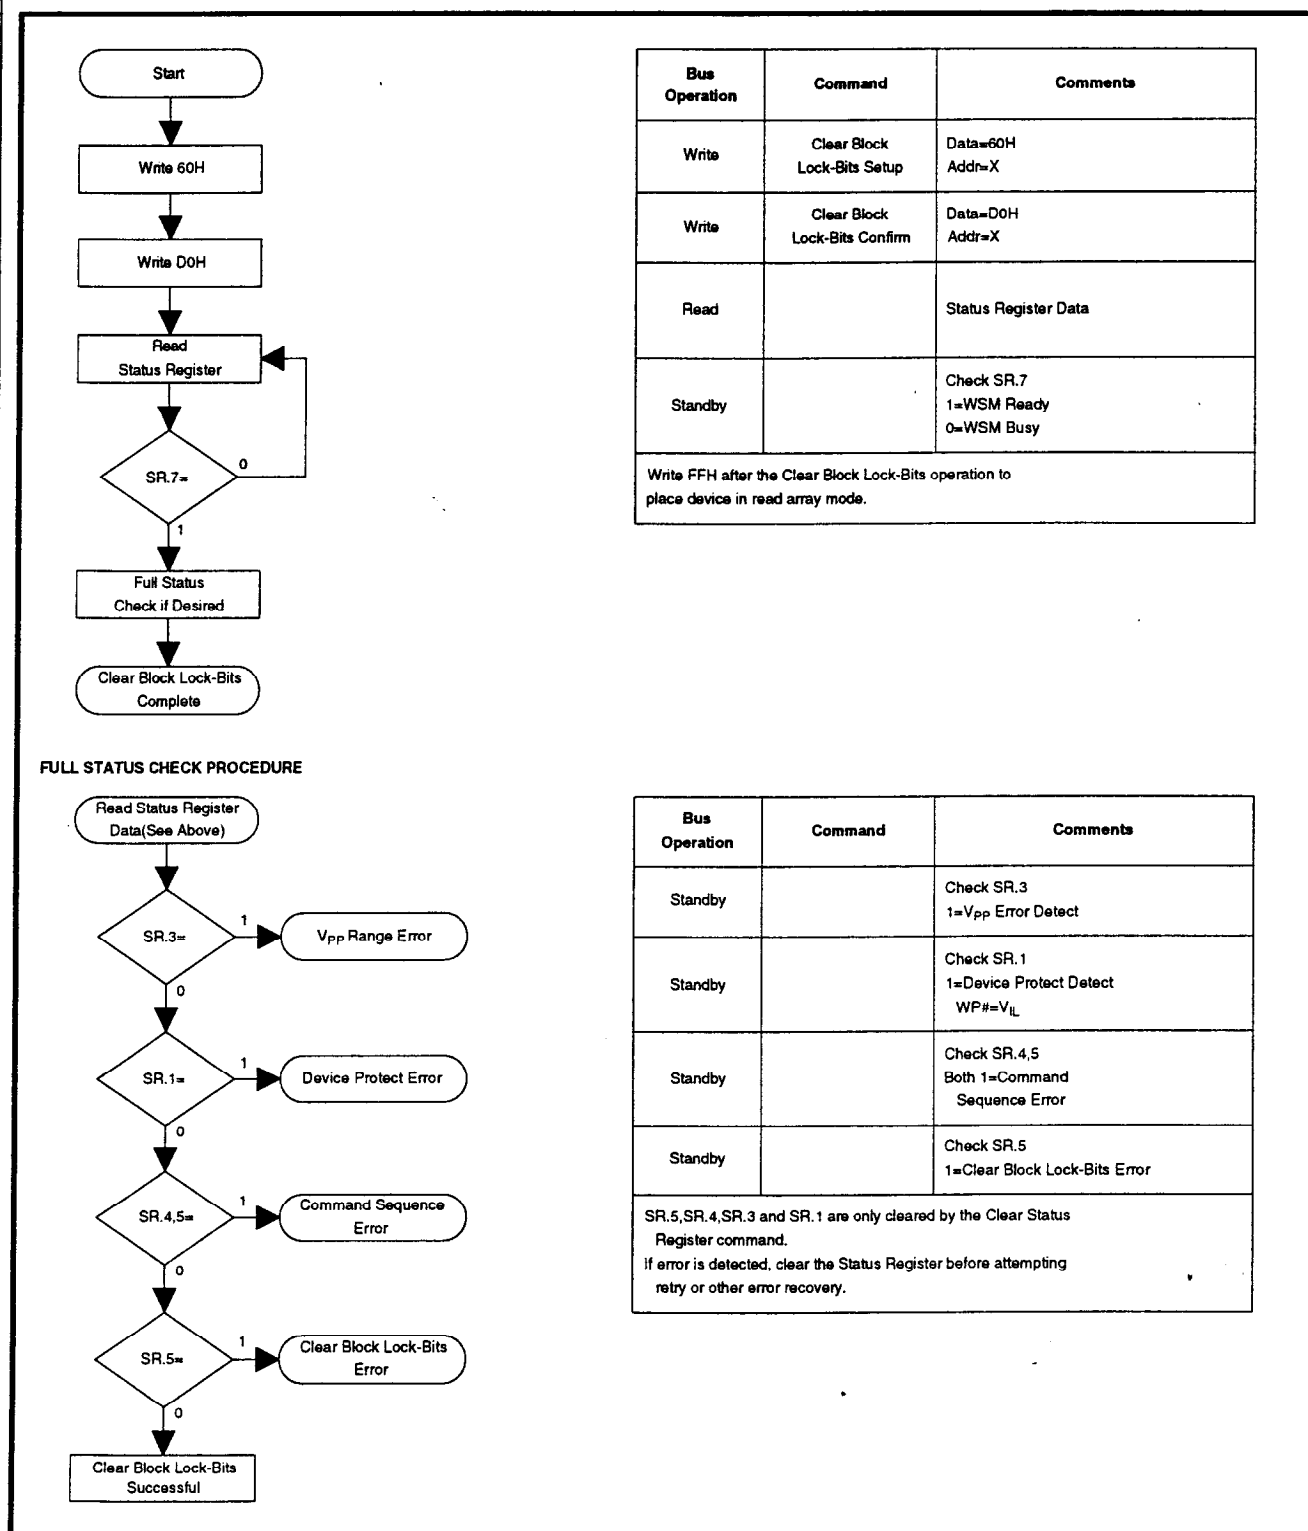 Start
Write 60H
Write D0H
Read
Status Register
SR.7=
0
1
Full Status
Check if Desired
Clear Block Lock-Bits
Complete
Bus
Operation
Command
Comments
Write
Clear Block
Lock-Bits Setup
Data=60H
Addr=X
Write
Clear Block
Lock-Bits Confirm
Data=D0H
Addr=X
Read
Status Register Data
Standby
Check SR.7
1=WSM Ready
0=WSM Busy
Write FFH after the Clear Block Lock-Bits operation to
place device in read array mode.
FULL STATUS CHECK PROCEDURE
Read Status Register
Data(See Above)
SR.3=
1
VPP Range Error
0
SR.1=
1
Device Protect Error
0
SR.4,5=
1
Command Sequence
Error
0
SR.5=
1
Clear Block Lock-Bits
Error
0
Clear Block Lock-Bits
Successful
Bus
Operation
Command
Comments
Standby
Check SR.3
1=VPP Error Detect
Standby
Check SR.1
1=Device Protect Detect
WP#=VIL
Standby
Check SR.4,5
Both 1=Command
Sequence Error
Standby
Check SR.5
1=Clear Block Lock-Bits Error
SR.5,SR.4,SR.3 and SR.1 are only cleared by the Clear Status
Register command.
If error is detected, clear the Status Register before attempting
retry or other error recovery.